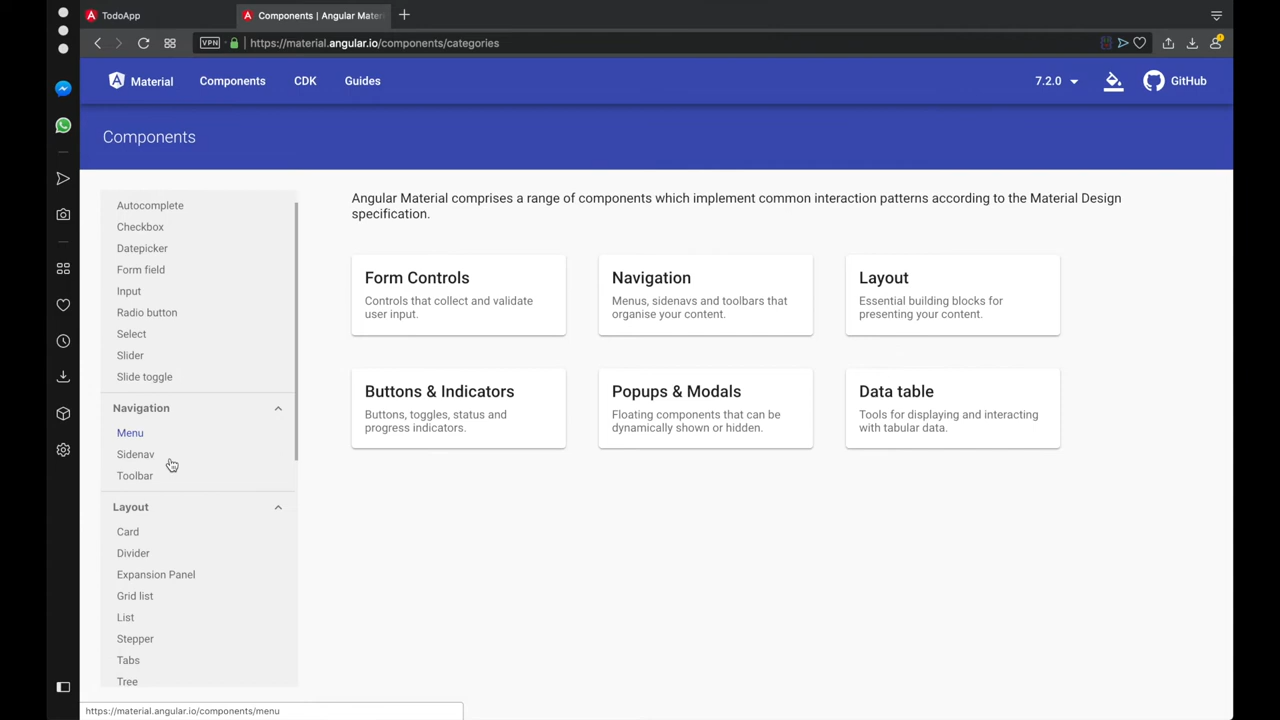 TodoApp
Components | Angular Mater
VPN
https://material.angular.io/components/categories
Material
Components
CDK
Guides
7.2.0
GitHub
Components
Autocomplete
Checkbox
Datepicker
Form field
Input
Radio button
Select
Slider
Slide toggle
Navigation
Menu
Sidenav
Toolbar
Layout
Card
Divider
Expansion Panel
Grid list
List
Stepper
Tabs
Tree
Angular Material comprises a range of components which implement common interaction patterns according to the Material Design
specification.
Form Controls
Controls that collect and validate
user input.
Navigation
Menus, sidenavs and toolbars that
organise your content.
Layout
Essential building blocks for
presenting your content.
Buttons & Indicators
Buttons, toggles, status and
progress indicators.
Popups & Modals
Floating components that can be
dynamically shown or hidden.
Data table
Tools for displaying and interacting
with tabular data.
https://material.angular.io/components/menu